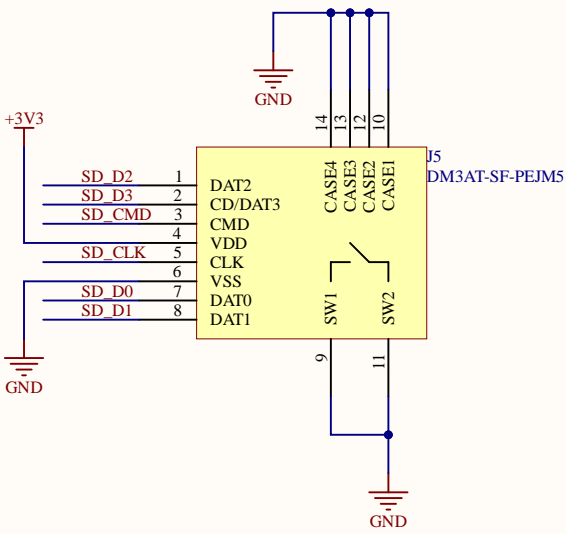 GND
+3V3
14
13
12
10
J5
DM3AT-SF-PEJM5
CASE4
CASE3
CASE2
CASE1
SD_D2 1 DAT2
SD_D3 2 CD/DAT3
SD_CMD 3 CMD
4 VDD
SD_CLK 5 CLK
6 VSS
SD_D0 7 DAT0
SD_D1 8 DAT1
SW1
SW2
9
11
GND
GND